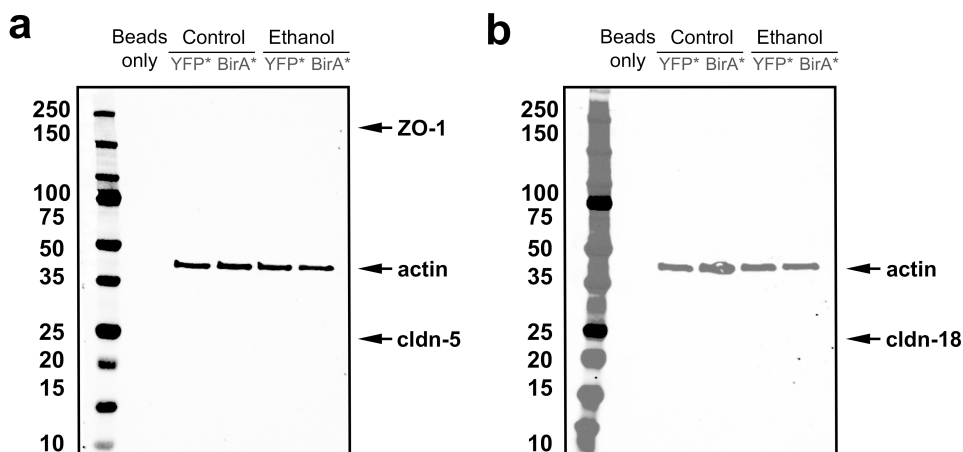 a
Beads only
Control
Ethanol
YFP* BirA* YFP* BirA*
250
150
100
75
50
35
25
20
15
10
ZO-1
actin
cldn-5
b
Beads only
Control
Ethanol
YFP* BirA* YFP* BirA*
250
150
100
75
50
35
25
20
15
10
actin
cldn-18